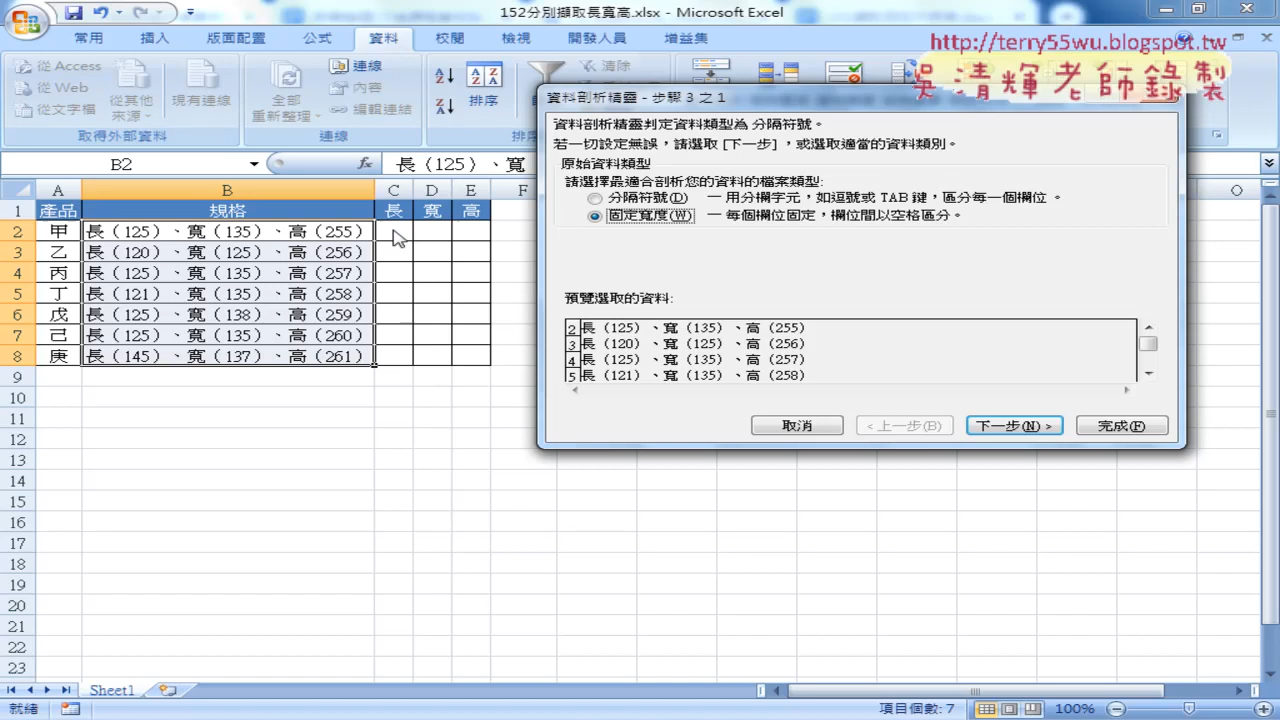 152分別擷取長寬高.xlsx - Microsoft Excel
常用 插入 版面配置 公式 資料 校閱 檢視 開發人員 增益集
http://terry55wu.blogspot.tw
吳清輝老師錄製
從 Access
從 Web
從文字檔
從其他
來源
現有連線
取得外部資料
全部
重新整理
連線
內容
編輯連結
連線
排序
清除
B2
fx
長（125）、寬
A B C D E F O
1 產品 規格 長 寬 高
2 甲 長（125）、寬（135）、高（255）
3 乙 長（120）、寬（125）、高（256）
4 丙 長（125）、寬（135）、高（257）
5 丁 長（121）、寬（135）、高（258）
6 戊 長（125）、寬（138）、高（259）
7 己 長（125）、寬（135）、高（260）
8 庚 長（145）、寬（137）、高（261）
9
10
11
12
13
14
15
16
17
18
19
20
21
22
23
資料剖析精靈 - 步驟 3 之 1
資料剖析精靈判定資料類型為 分隔符號。
若一切設定無誤，請選取 [下一步]，或選取適當的資料類別。
原始資料類型
請選擇最適合剖析您的資料的檔案類型:
分隔符號(D) － 用分欄字元，如逗號或 TAB 鍵，區分每一個欄位。
固定寬度(W) － 每個欄位固定，欄位間以空格區分。
預覽選取的資料:
2 長（125）、寬（135）、高（255）
3 長（120）、寬（125）、高（256）
4 長（125）、寬（135）、高（257）
5 長（121）、寬（135）、高（258）
取消 < 上一步(B) 下一步(N) > 完成(F)
Sheet1
就緒
項目個數: 7
100%